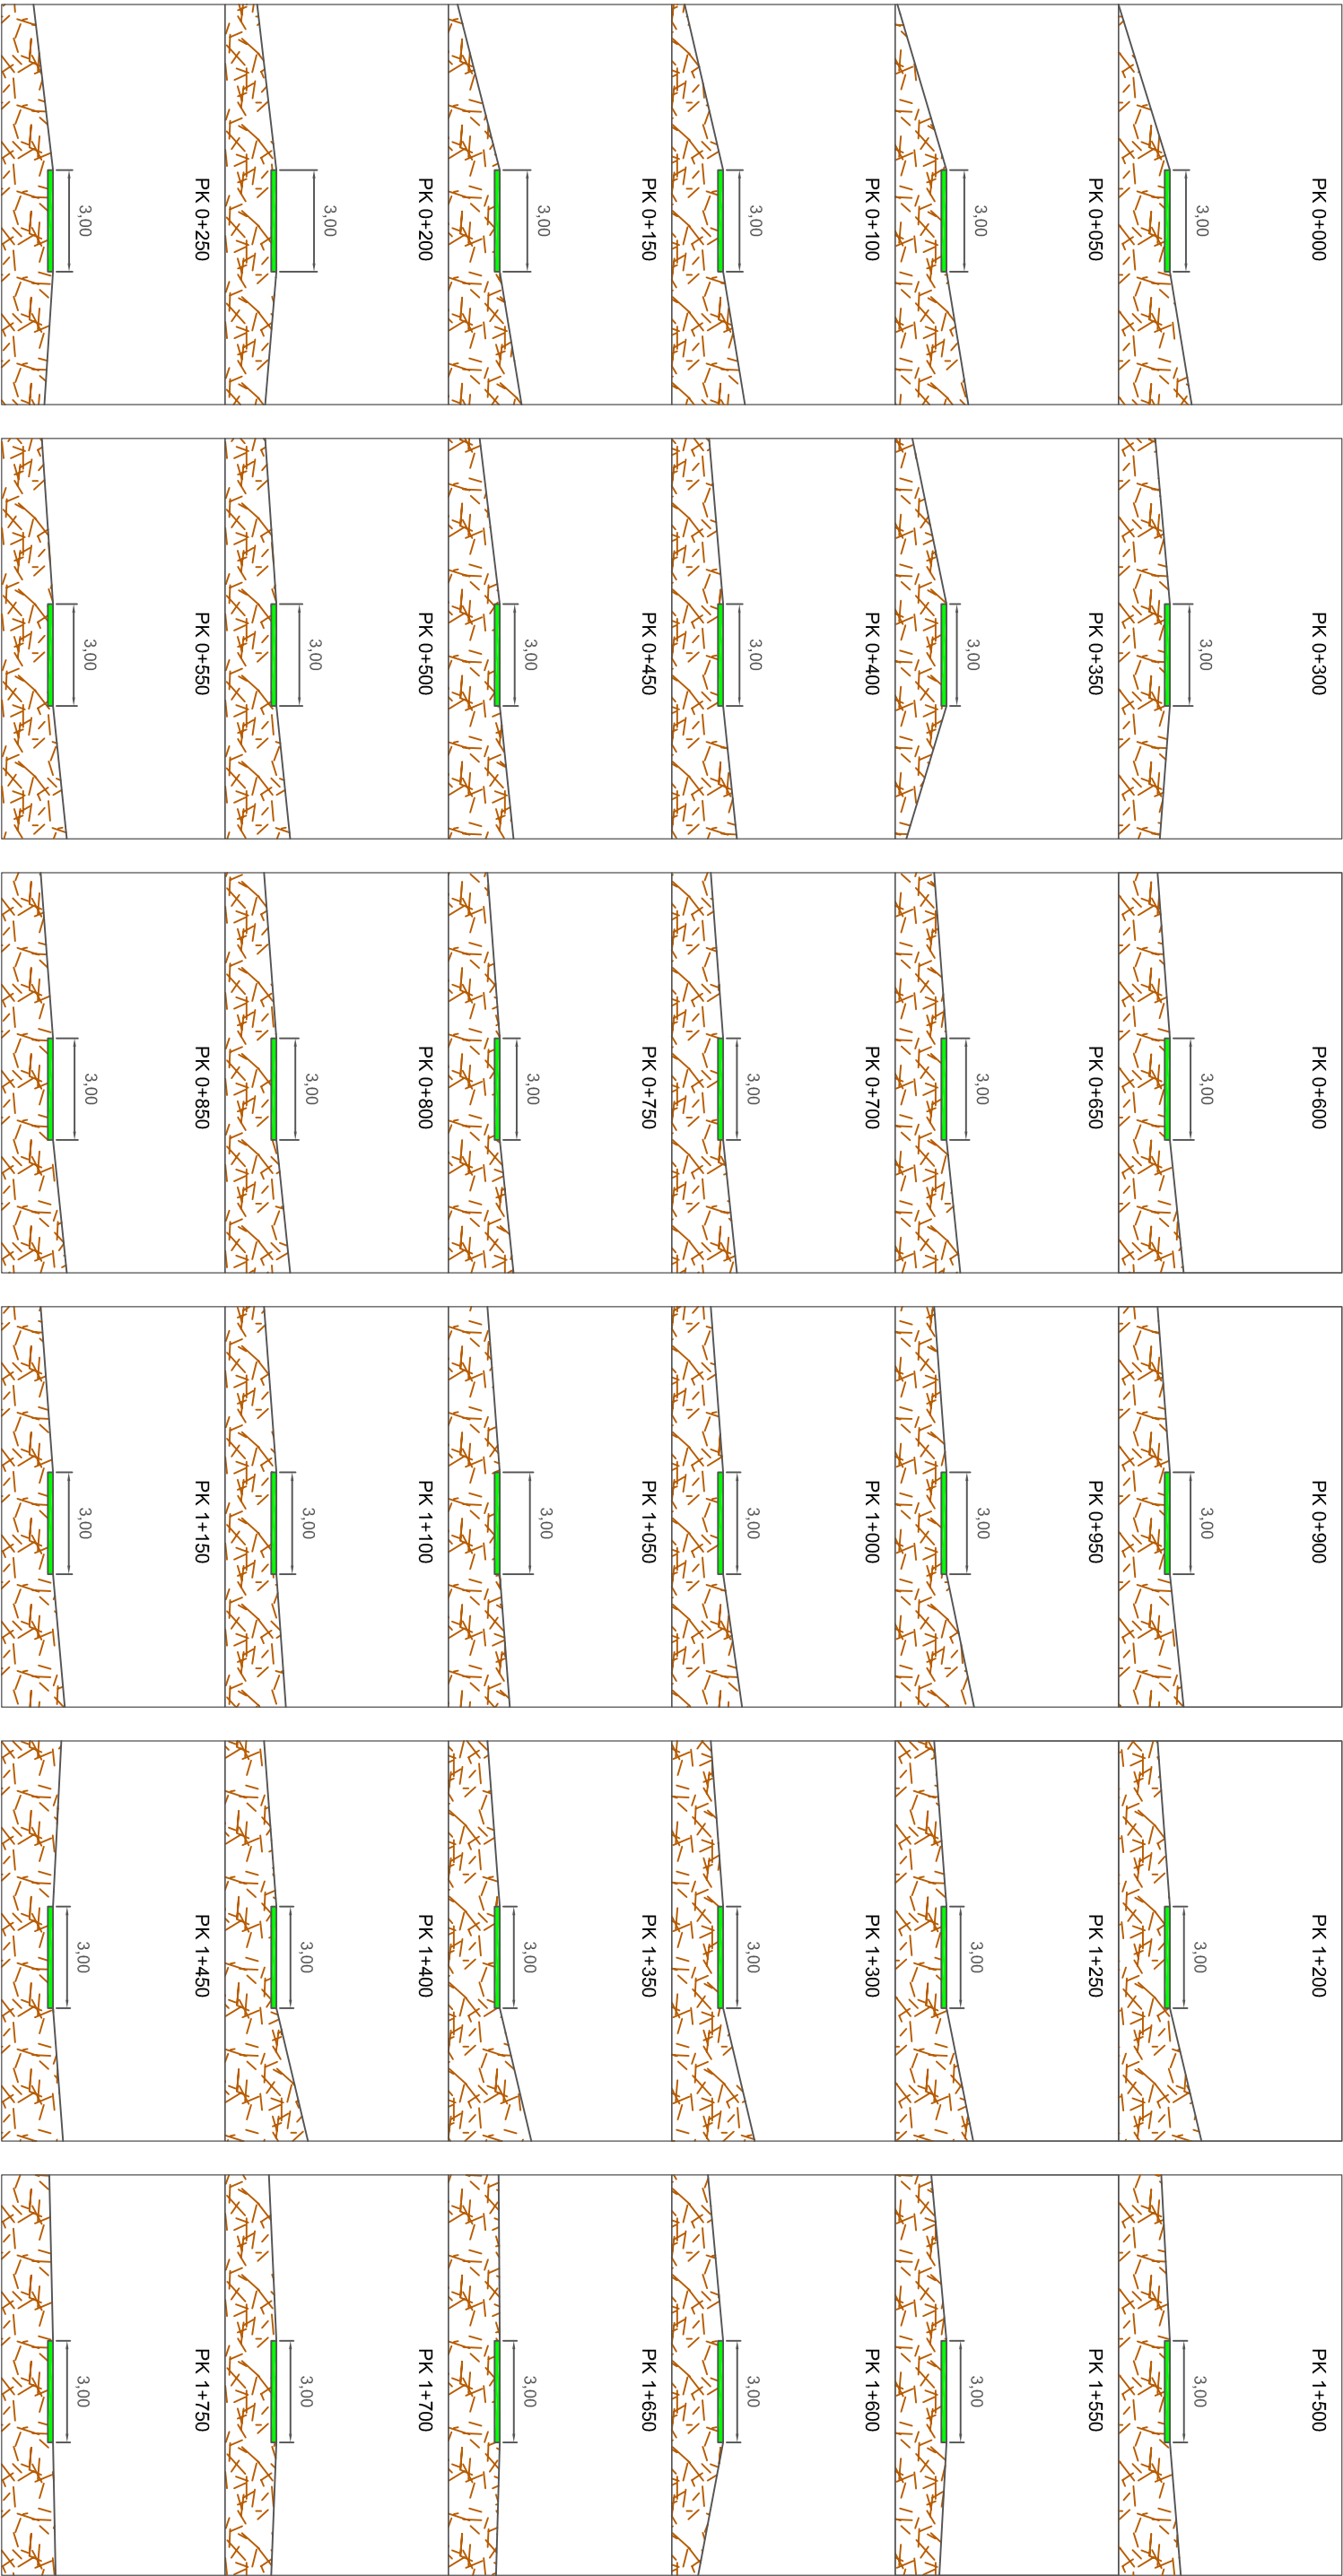 PK 0+000
3,00
PK 0+050
3,00
PK 0+100
3,00
PK 0+150
3,00
PK 0+200
3,00
PK 0+250
3,00
PK 0+300
3,00
PK 0+350
3,00
PK 0+400
3,00
PK 0+450
3,00
PK 0+500
3,00
PK 0+550
3,00
PK 0+600
3,00
PK 0+650
3,00
PK 0+700
3,00
PK 0+750
3,00
PK 0+800
3,00
PK 0+850
3,00
PK 0+900
3,00
PK 0+950
3,00
PK 1+000
3,00
PK 1+050
3,00
PK 1+100
3,00
PK 1+150
3,00
PK 1+200
3,00
PK 1+250
3,00
PK 1+300
3,00
PK 1+350
3,00
PK 1+400
3,00
PK 1+450
3,00
PK 1+500
3,00
PK 1+550
3,00
PK 1+600
3,00
PK 1+650
3,00
PK 1+700
3,00
PK 1+750
3,00